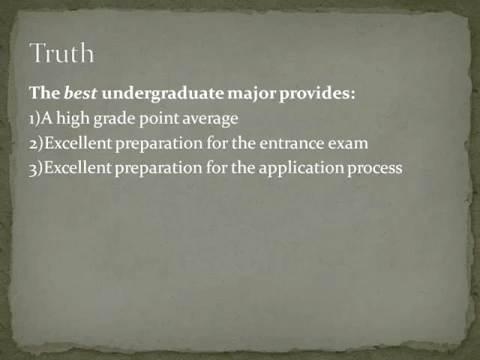 Truth
The best undergraduate major provides:
1)A high grade point average
2)Excellent preparation for the entrance exam
3)Excellent preparation for the application process